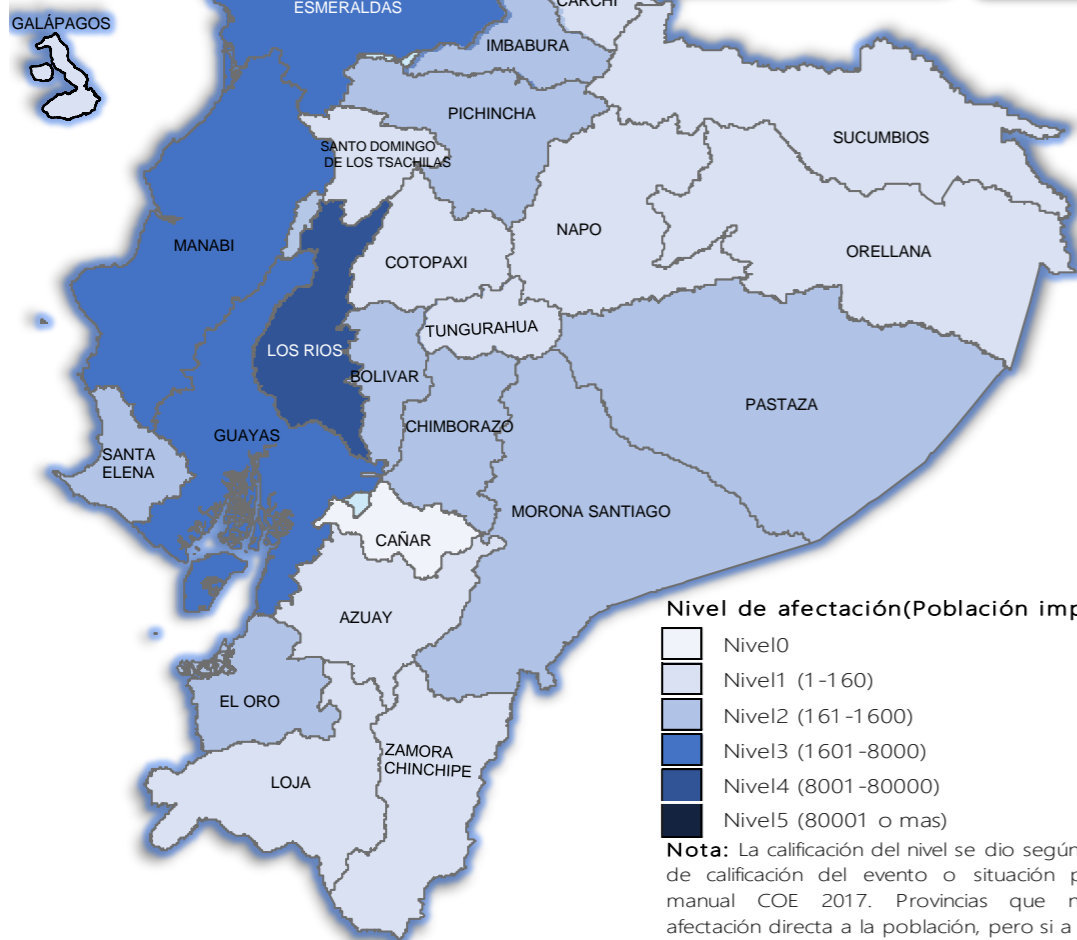 ESMERALDAS
CARCHI
GALÁPAGOS
IMBABURA
PICHINCHA
SUCUMBIOS
SANTO DOMINGO
DE LOS TSACHILAS
NAPO
MANABI
ORELLANA
COTOPAXI
TUNGURAHUA
LOS RIOS
BOLIVAR
PASTAZA
CHIMBORAZO
GUAYAS
SANTA
ELENA
MORONA SANTIAGO
CAÑAR
AZUAY
EL ORO
ZAMORA
CHINCHIPE
LOJA
Nivel de afectación(Población imp
Nivel0
Nivel1 (1-160)
Nivel2 (161-1600)
Nivel3 (1601-8000)
Nivel4 (8001-80000)
Nivel5 (80001 o mas)
Nota: La calificación del nivel se dio según
de calificación del evento o situación p
manual COE 2017. Provincias que n
afectación directa a la población, pero si a